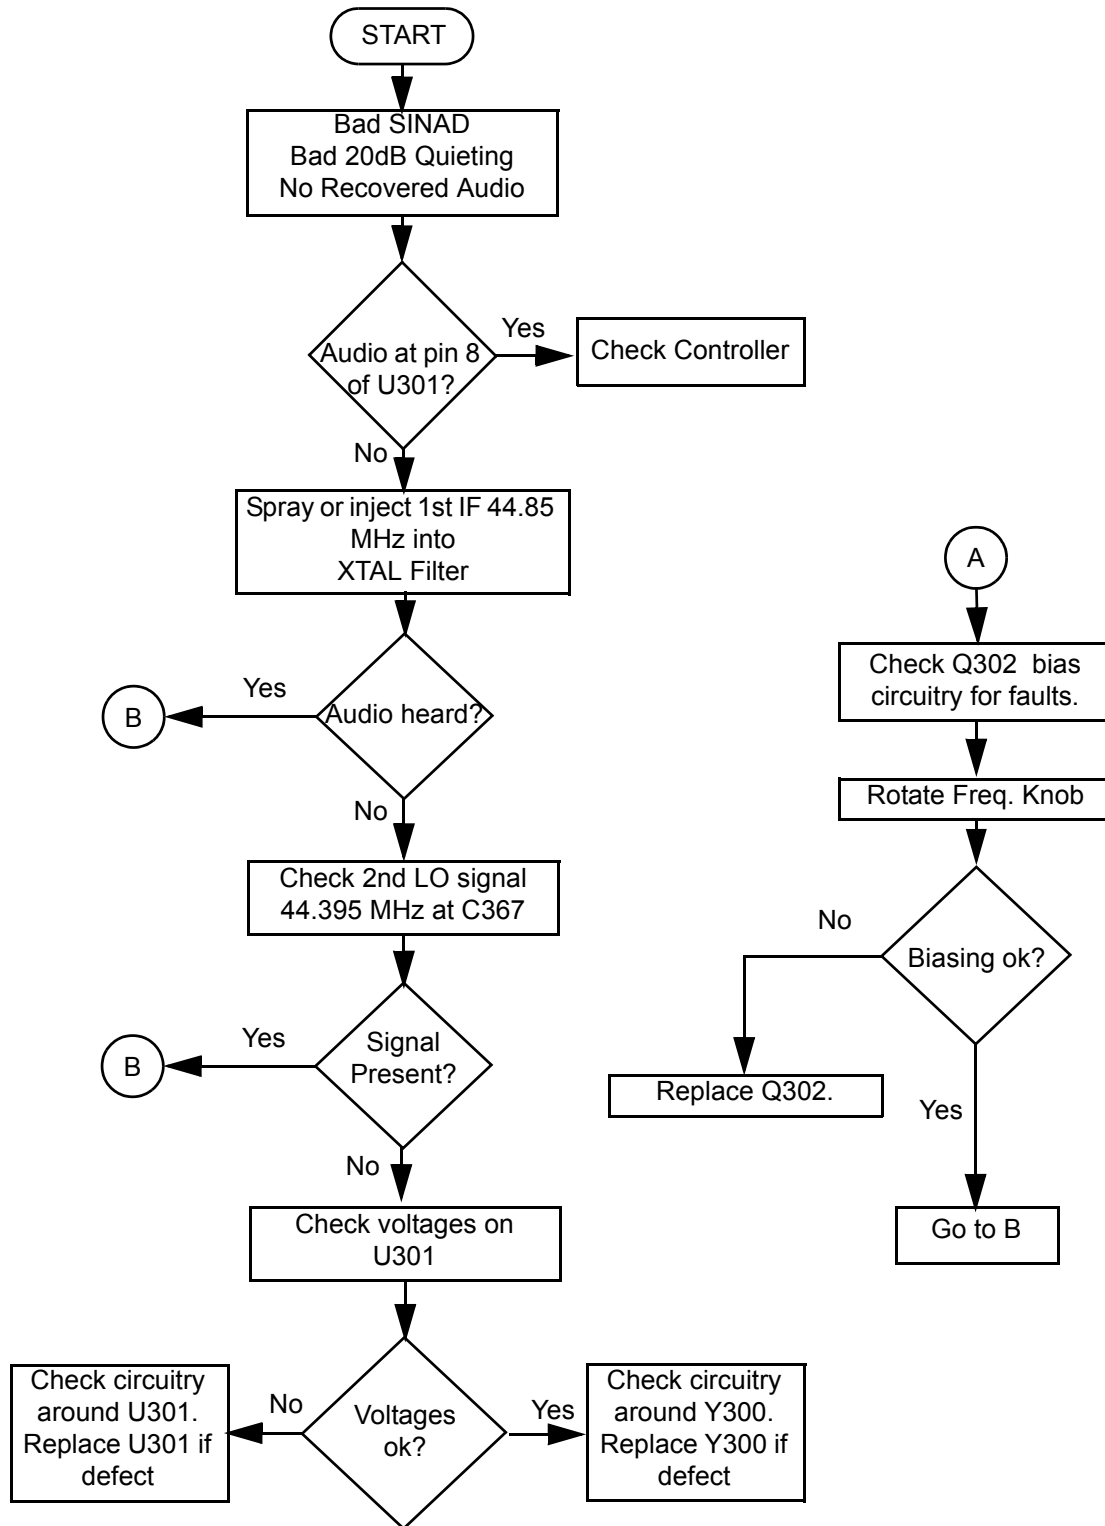 START
Bad SINAD
Bad 20dB Quieting
No Recovered Audio
Audio at pin 8
of U301?
Yes
Check Controller
No
Spray or inject 1st IF 44.85
MHz into
XTAL Filter
Audio heard?
Yes
B
No
Check 2nd LO signal
44.395 MHz at C367
Signal
Present?
Yes
B
No
Check voltages on
U301
Voltages
ok?
No
Check circuitry
around U301.
Replace U301 if
defect
Yes
Check circuitry
around Y300.
Replace Y300 if
defect
A
Check Q302 bias
circuitry for faults.
Rotate Freq. Knob
Biasing ok?
No
Replace Q302.
Yes
Go to B